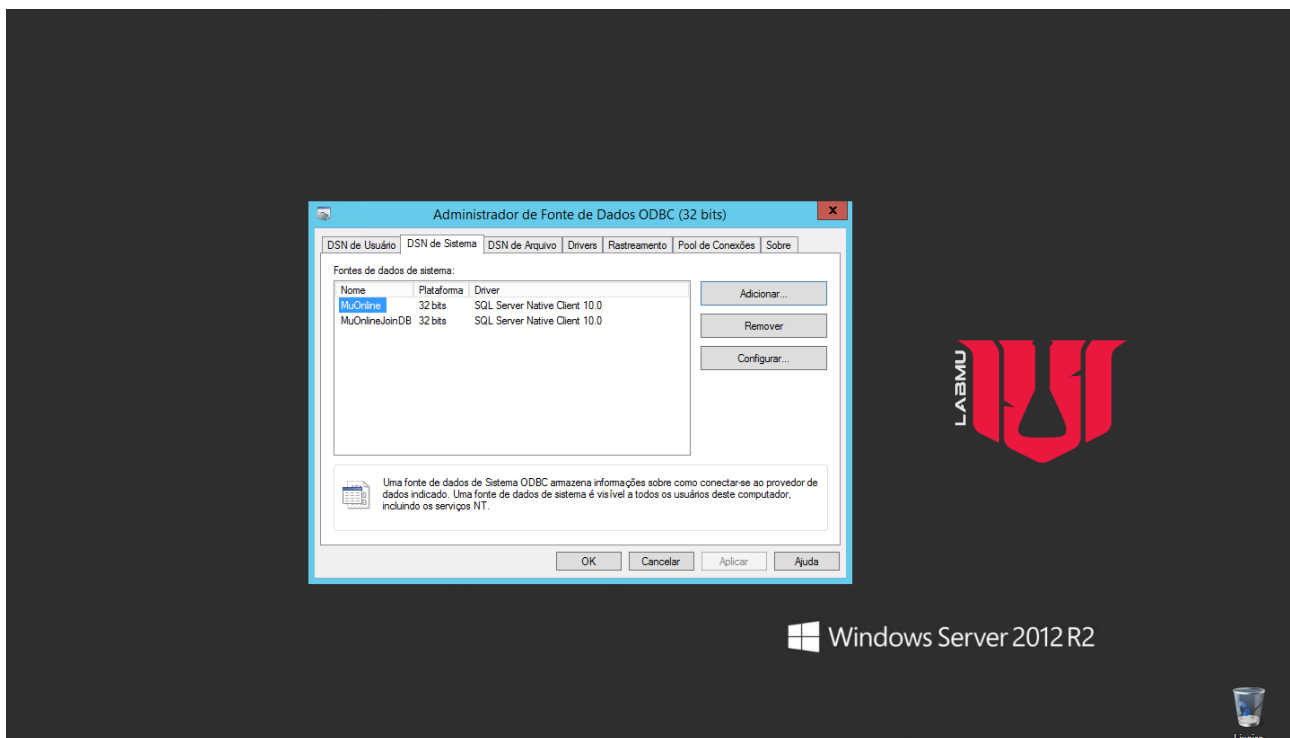 Administrador de Fonte de Dados ODBC (32 bits)
x
DSN de Usuário DSN de Sistema DSN de Arquivo Drivers Rastreamento Pool de Conexões Sobre
Fontes de dados de sistema:
Nome Plataforma Driver
MuOnline 32 bits SQL Server Native Client 10.0
MuOnlineJoinDB 32 bits SQL Server Native Client 10.0
Adicionar...
Remover
Configurar...
Uma fonte de dados de Sistema ODBC armazena informações sobre como conectar-se ao provedor de
dados indicado. Uma fonte de dados de sistema é visível a todos os usuários deste computador,
incluindo os serviços NT.
OK Cancelar Aplicar Ajuda
LABMU
Windows Server 2012 R2